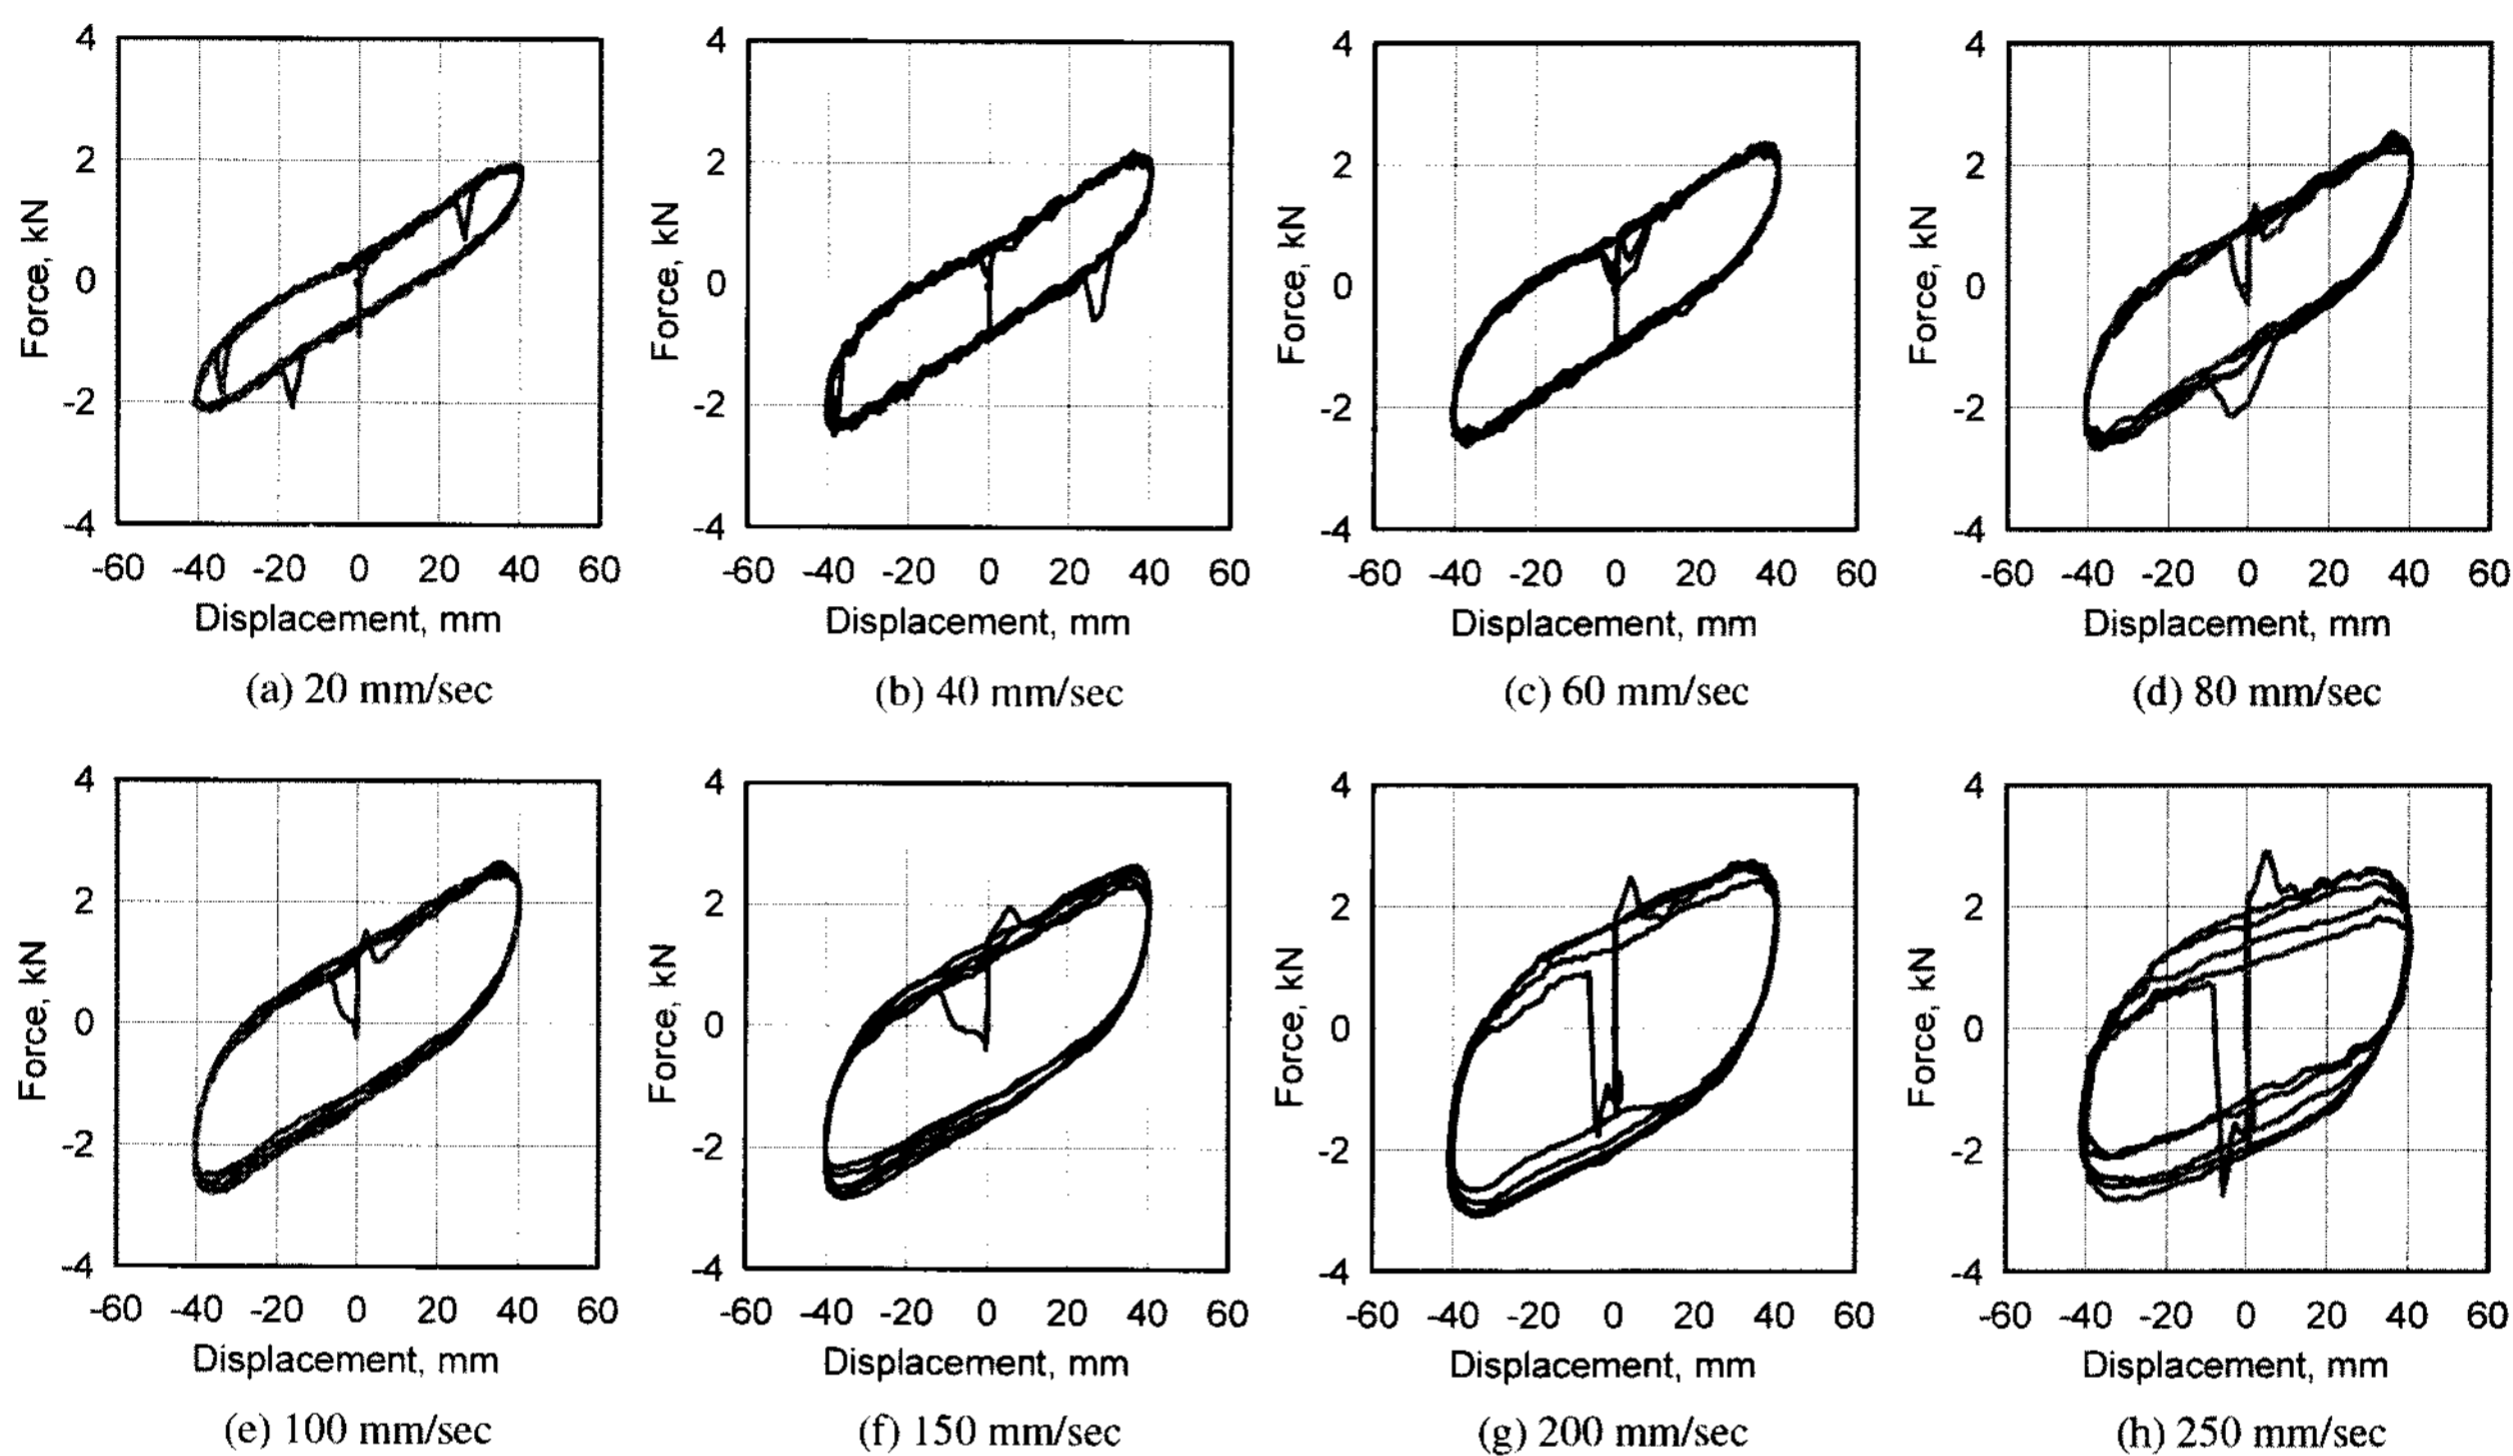 4 4 4 4
2 2 2 2
Force, kN Force, kN Force, kN Force, kN
0 0 0 0
-2 -2 -2 -2
-4 -4 -4 -4
-60 -40 -20 0 20 40 60 -60 -40 -20 0 20 40 60 -60 -40 -20 0 20 40 60 -60 -40 -20 0 20 40 60
Displacement, mm Displacement, mm Displacement, mm Displacement, mm
(a) 20 mm/sec (b) 40 mm/sec (c) 60 mm/sec (d) 80 mm/sec
4 4 4 4
2 2 2 2
Force, kN Force, kN Force, kN Force, kN
0 0 0 0
-2 -2 -2 -2
-4 -4 -4 -4
-60 -40 -20 0 20 40 60 -60 -40 -20 0 20 40 60 -60 -40 -20 0 20 40 60 -60 -40 -20 0 20 40 60
Displacement, mm Displacement, mm Displacement, mm Displacement, mm
(e) 100 mm/sec (f) 150 mm/sec (g) 200 mm/sec (h) 250 mm/sec